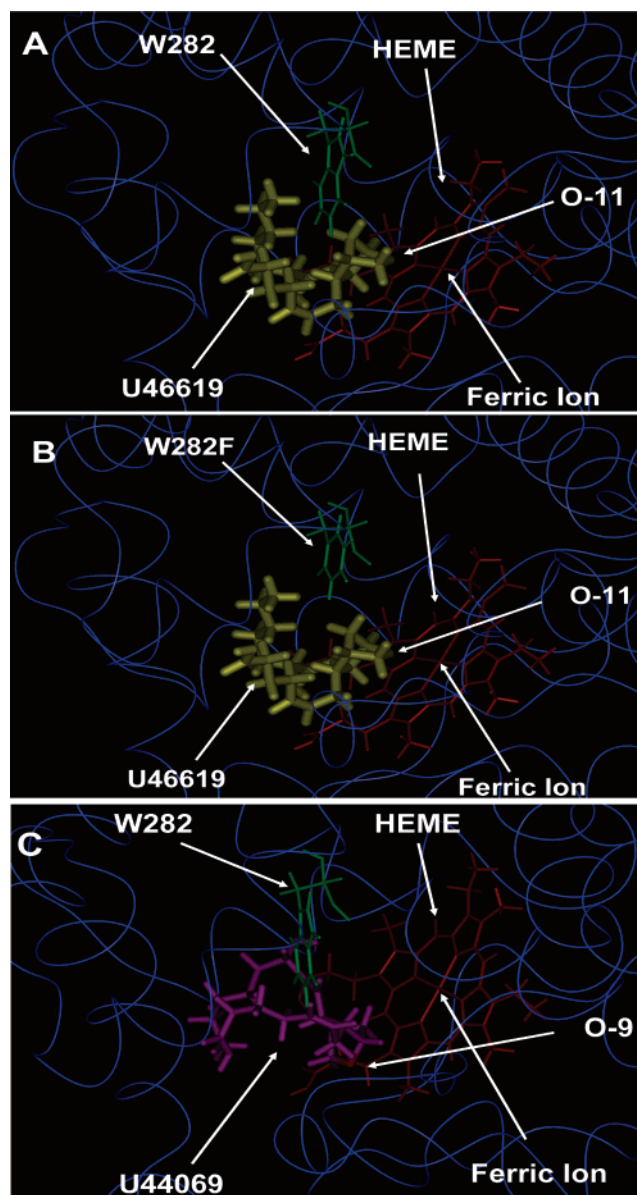 A
W282
HEME
O-11
U46619
Ferric Ion
B
W282F
HEME
O-11
U46619
Ferric Ion
C
W282
HEME
O-9
U44069
Ferric Ion